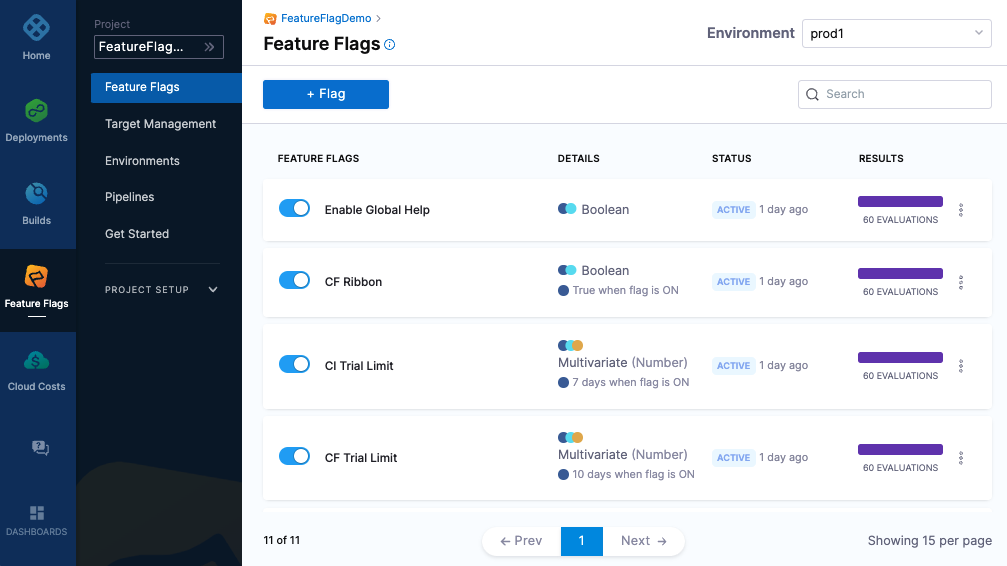 Home
Deployments
Builds
Feature Flags
Cloud Costs
DASHBOARDS
Project
FeatureFlag...
Feature Flags
Target Management
Environments
Pipelines
Get Started
PROJECT SETUP
FeatureFlagDemo >
Feature Flags
Environment prod1
+ Flag
Search
FEATURE FLAGS DETAILS STATUS RESULTS
Enable Global Help Boolean ACTIVE 1 day ago
60 EVALUATIONS
Boolean
CF Ribbon ACTIVE 1 day ago
True when flag is ON 60 EVALUATIONS
Multivariate (Number)
CI Trial Limit ACTIVE 1 day ago
7 days when flag is ON 60 EVALUATIONS
Multivariate (Number)
CF Trial Limit ACTIVE 1 day ago
10 days when flag is ON 60 EVALUATIONS
11 of 11 ← Prev 1 Next → Showing 15 per page